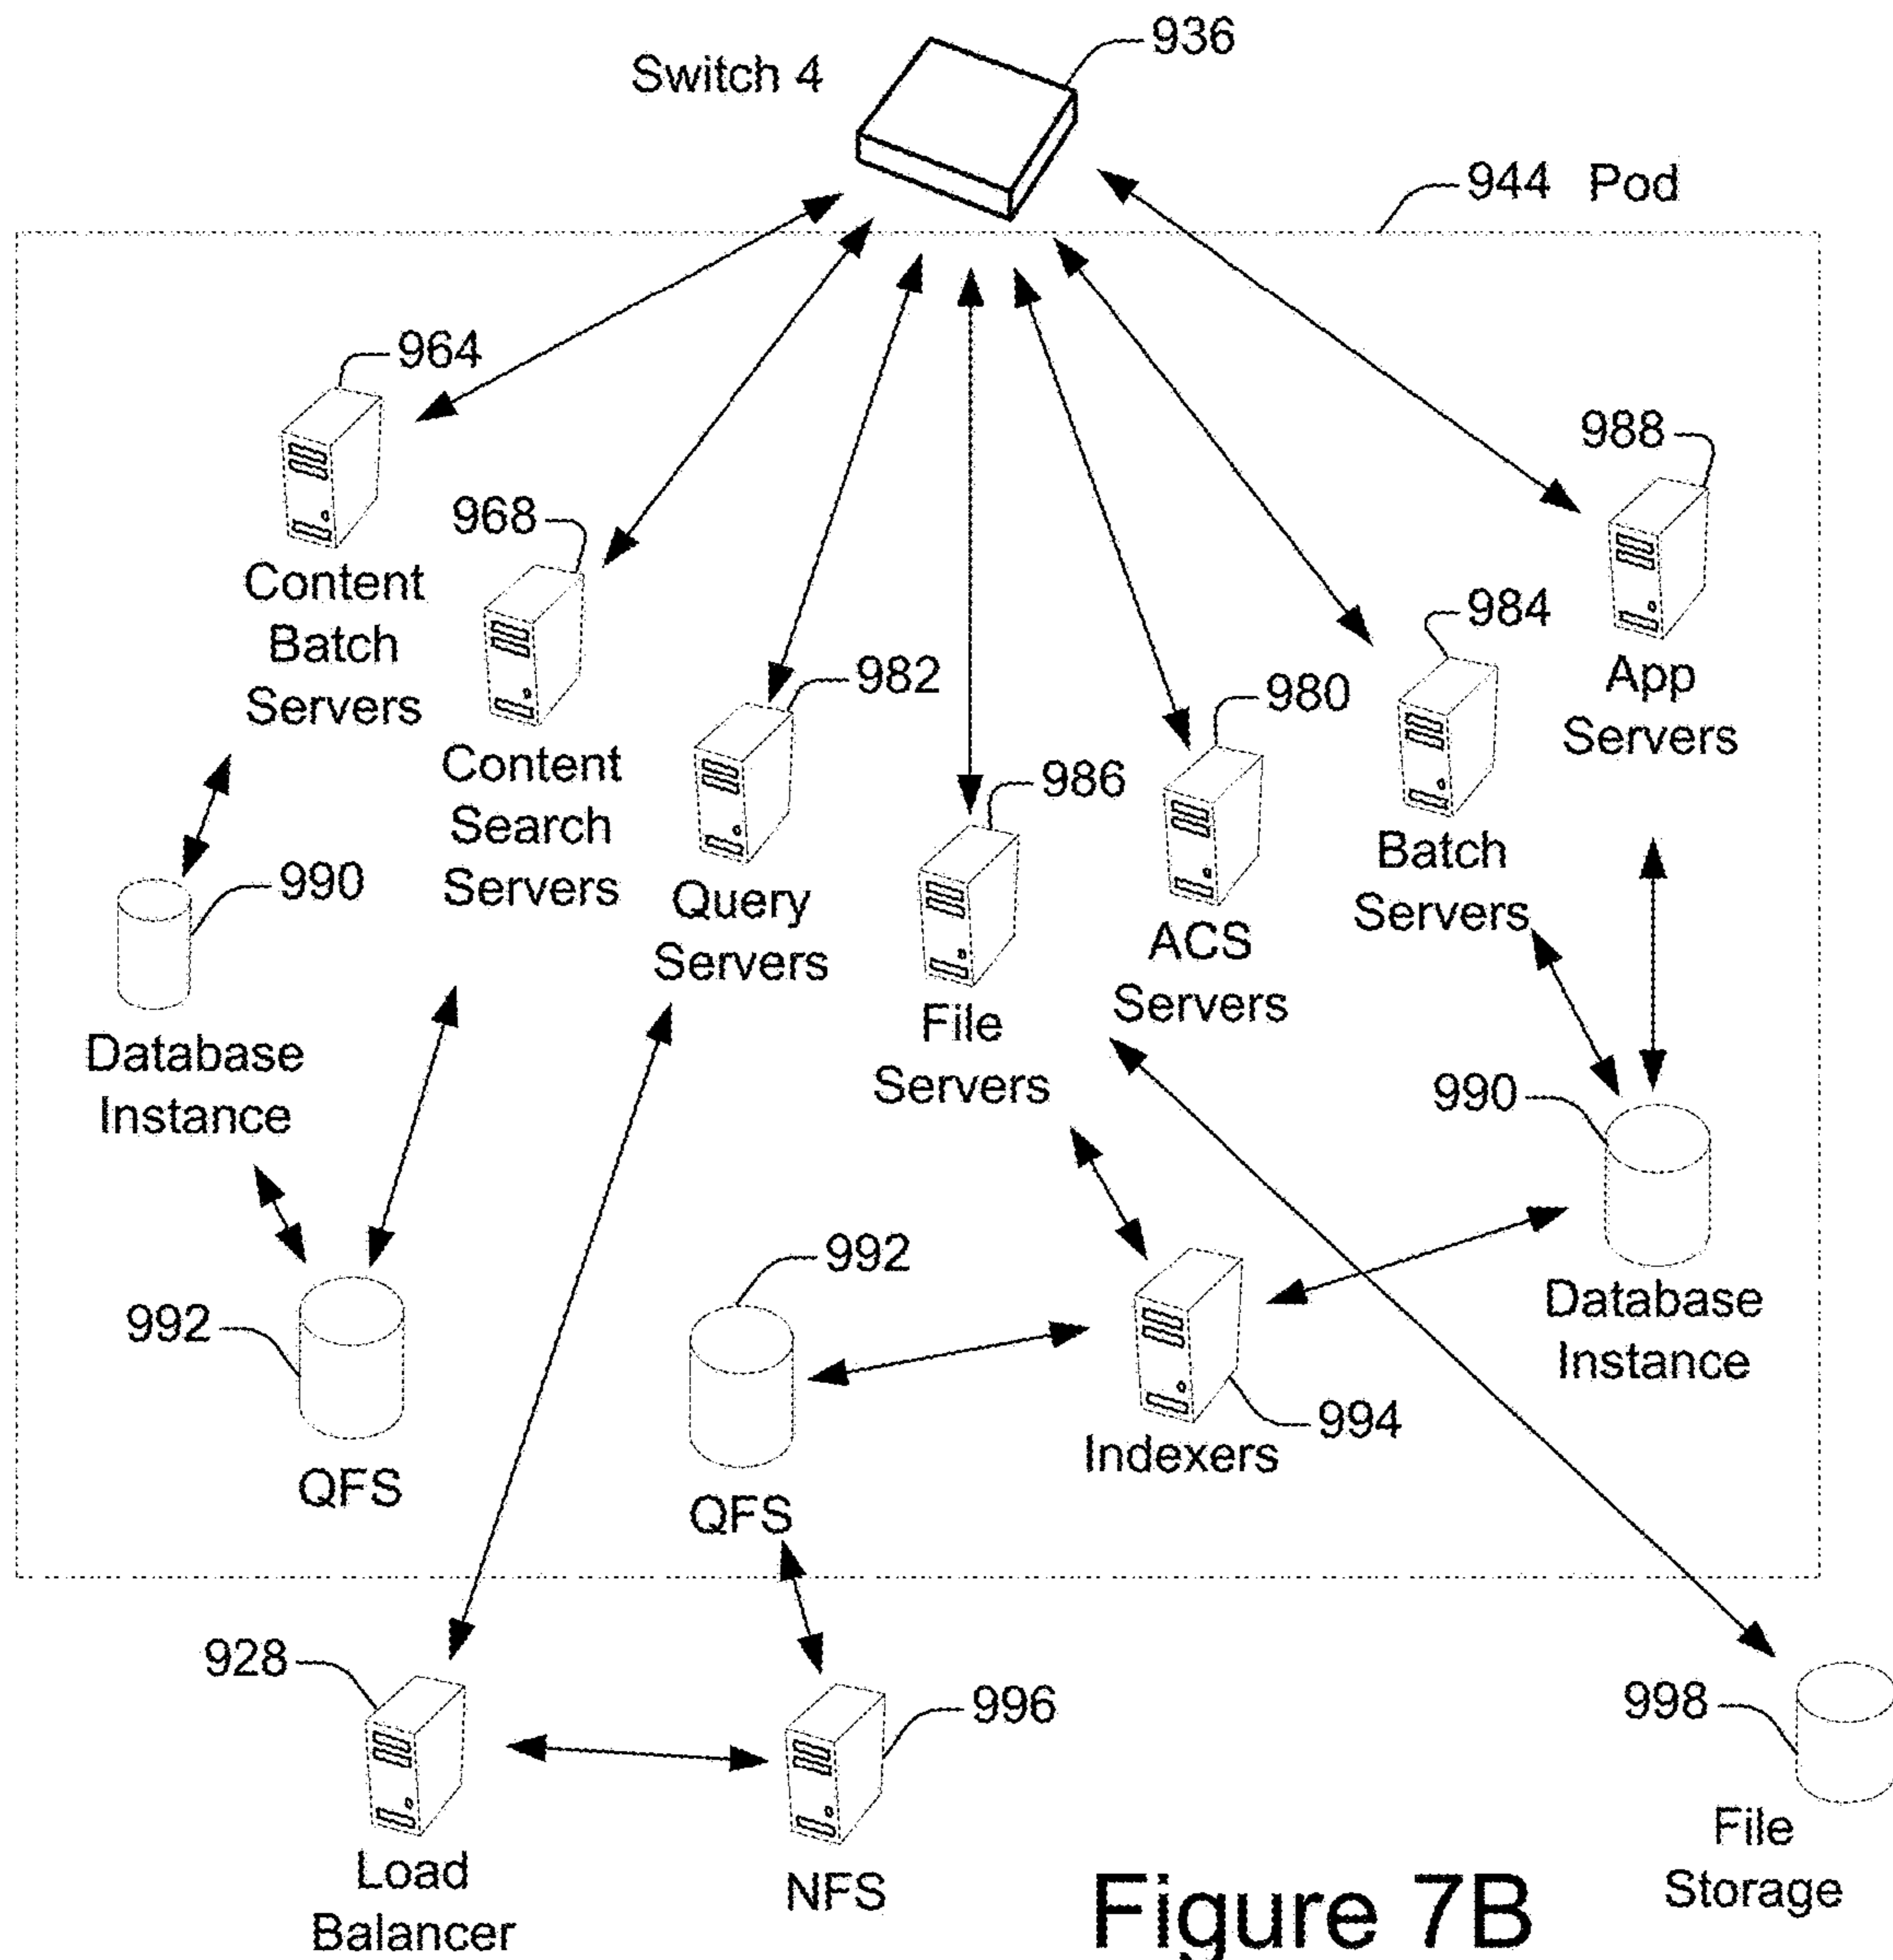 936
Switch 4
944 Pod
964
Content
Batch
Servers
968
Content
Search
Servers
982
Query
Servers
986
File
Servers
980
ACS
Servers
984
Batch
Servers
988
App
Servers
990
Database
Instance
990
Database
Instance
992
QFS
992
QFS
994
Indexers
928
Load
Balancer
996
NFS
998
File
Storage
Figure 7B